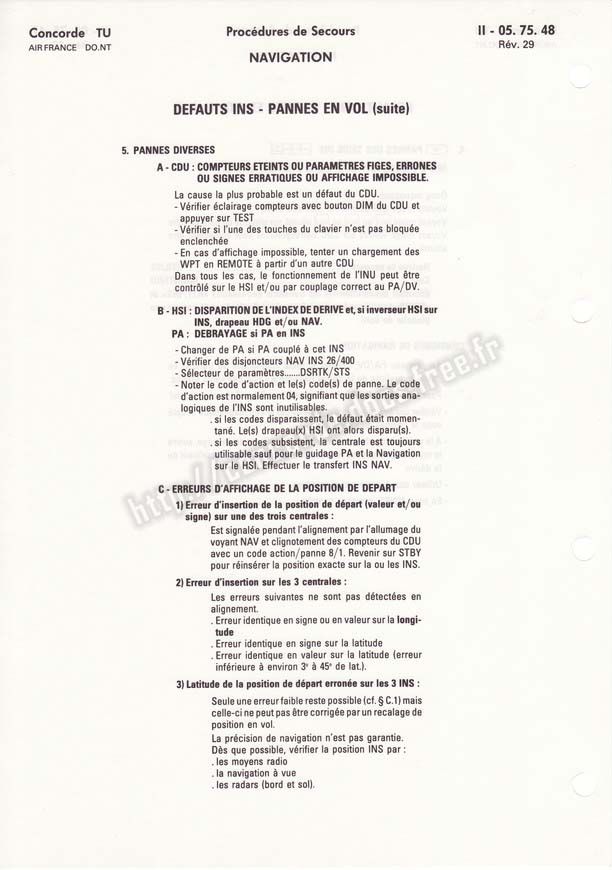 Concorde TU
AIR FRANCE DO.NT
Procédures de Secours
NAVIGATION
II - 05. 75. 48
Rév. 29
DEFAUTS INS - PANNES EN VOL (suite)
5. PANNES DIVERSES
A - CDU : COMPTEURS ETEINTS OU PARAMETRES FIGES, ERRONES
OU SIGNES ERRATIQUES OU AFFICHAGE IMPOSSIBLE.
La cause la plus probable est un défaut du CDU.
- Vérifier éclairage compteurs avec bouton DIM du CDU et
appuyer sur TEST
- Vérifier si l'une des touches du clavier n'est pas bloquée
enclenchée
- En cas d'affichage impossible, tenter un chargement des
WPT en REMOTE à partir d'un autre CDU
Dans tous les cas, le fonctionnement de l'INU peut être
contrôlé sur le HSI et/ou par couplage correct au PA/DV.
B - HSI : DISPARITION DE L'INDEX DE DERIVE et, si inverseur HSI sur
INS, drapeau HDG et/ou NAV.
PA : DEBRAYAGE si PA en INS
- Changer de PA si PA couplé à cet INS
- Vérifier des disjoncteurs NAV INS 26/400
- Sélecteur de paramètres.......DSRTK/STS
- Noter le code d'action et le(s) code(s) de panne. Le code
d'action est normalement 04, signifiant que les sorties ana-
logiques de l'INS sont inutilisables.
. si les codes disparaissent, le défaut était momen-
tané. Le(s) drapeau(x) HSI ont alors disparu(s).
. si les codes subsistent, la centrale est toujours
utilisable sauf pour le guidage PA et la Navigation
sur le HSI. Effectuer le transfert INS NAV.
C - ERREURS D'AFFICHAGE DE LA POSITION DE DEPART
1) Erreur d'insertion de la position de départ (valeur et/ou
signe) sur une des trois centrales :
Est signalée pendant l'alignement par l'allumage du
voyant NAV et clignotement des compteurs du CDU
avec un code action/panne 8/1. Revenir sur STBY
pour réinsérer la position exacte sur la ou les INS.
2) Erreur d'insertion sur les 3 centrales :
Les erreurs suivantes ne sont pas détectées en
alignement.
. Erreur identique en signe ou en valeur sur la longi-
tude
. Erreur identique en signe sur la latitude
. Erreur identique en valeur sur la latitude (erreur
inférieure à environ 3° à 45° de lat.).
3) Latitude de la position de départ erronée sur les 3 INS :
Seule une erreur faible reste possible (cf. § C.1) mais
celle-ci ne peut pas être corrigée par un recalage de
position en vol.
La précision de navigation n'est pas garantie.
Dès que possible, vérifier la position INS par :
. les moyens radio
. la navigation à vue
. les radars (bord et sol).